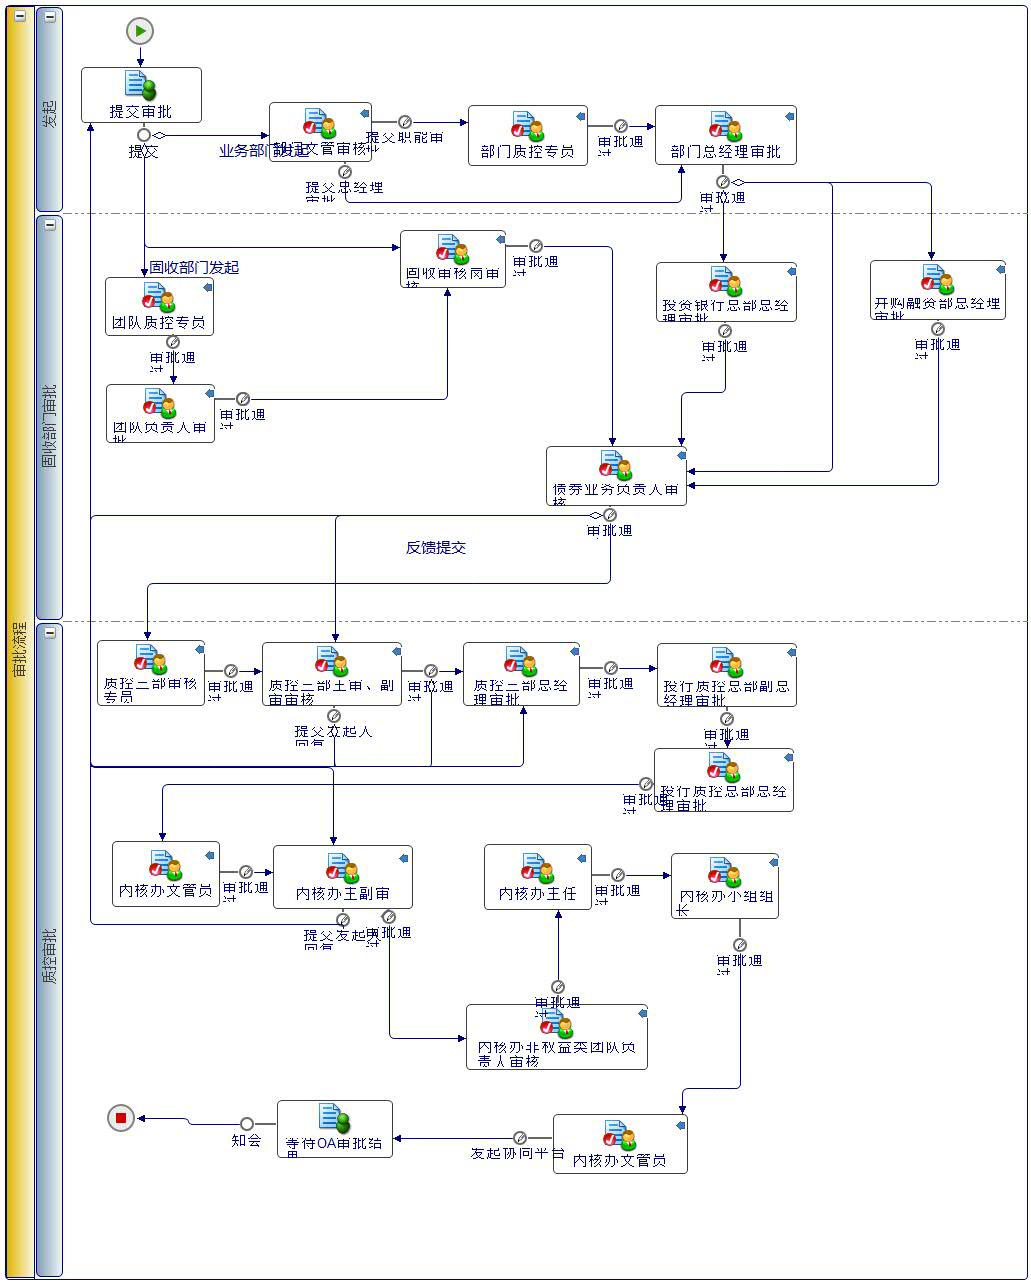 审批流程
发起
提交审批
提交
业务部门发起
部门文管审核
提交职能审
提交总经理
审批
部门质控专员
审批通
过
部门总经理审批
审批通
过
固收部门审批
固收部门发起
固收审核岗审
核
审批通
过
投资银行总部总经
理审批
审批通
过
并购融资部总经理
审批
审批通
过
团队质控专员
审批通
过
团队负责人审
批
审批通
过
债券业务负责人审
核
审批通
过
反馈提交
质控审批
质控二部审核
专员
审批通
过
质控二部主审、副
审审核
审批通
过
提交发起人
回复
质控二部总经
理审批
审批通
过
投行质控总部副总
经理审批
审批通
过
投行质控总部总经
理审批
审批通
过
内核办文管员
审批通
过
内核办主副审
提交发起人
回复
审批通
过
内核办主任
审批通
过
内核办小组组
长
审批通
过
审批通
过
内核办非权益类团队负
责人审核
知会
等待OA审批结
果
发起协同平台
内核办文管员